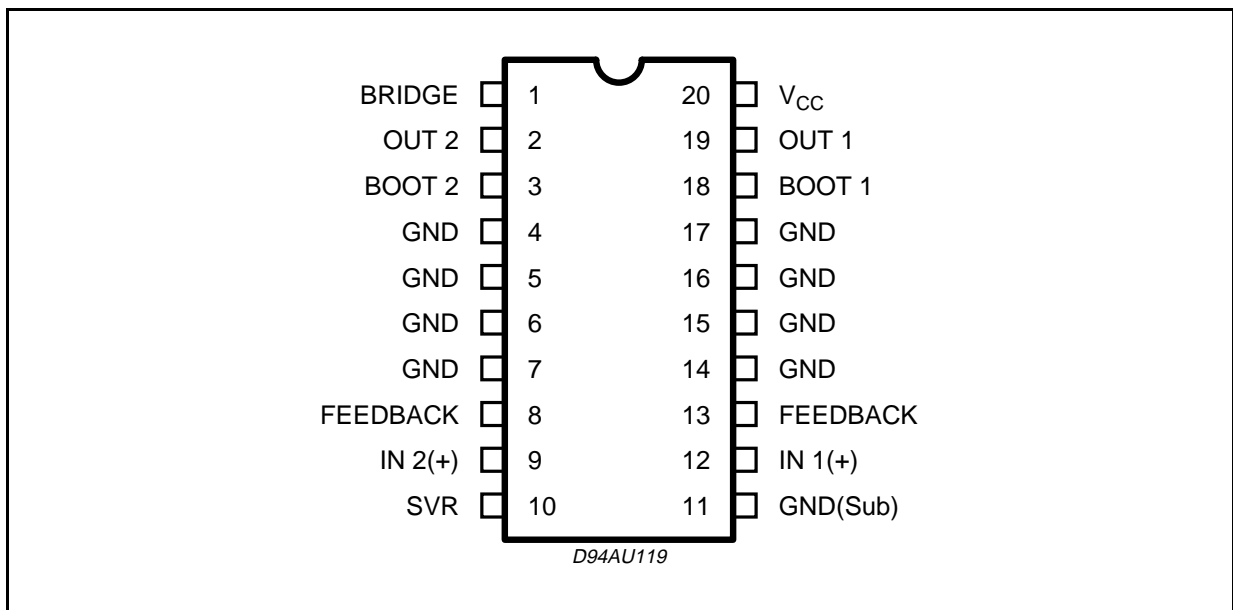 BRIDGE 1 20 VCC
OUT 2 2 19 OUT 1
BOOT 2 3 18 BOOT 1
GND 4 17 GND
GND 5 16 GND
GND 6 15 GND
GND 7 14 GND
FEEDBACK 8 13 FEEDBACK
IN 2(+) 9 12 IN 1(+)
SVR 10 11 GND(Sub)
D94AU119